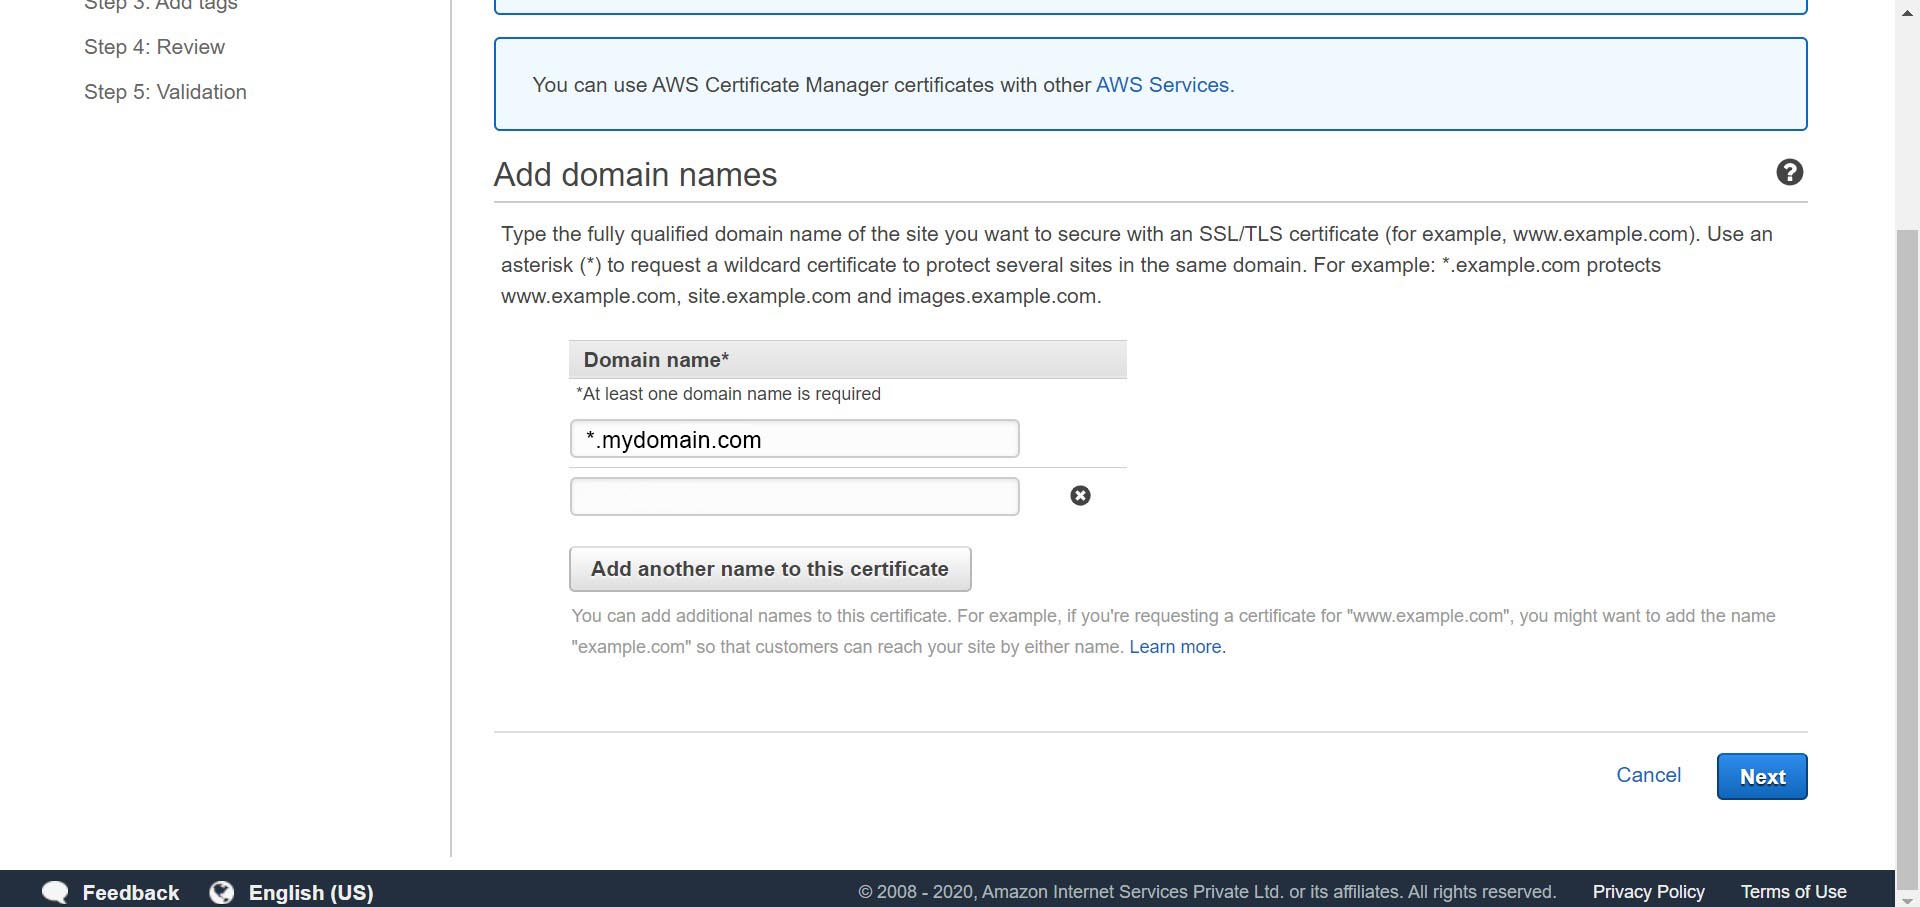 Step 3: Add tags
Step 4: Review
Step 5: Validation
You can use AWS Certificate Manager certificates with other AWS Services.
Add domain names
Type the fully qualified domain name of the site you want to secure with an SSL/TLS certificate (for example, www.example.com). Use an
asterisk (*) to request a wildcard certificate to protect several sites in the same domain. For example: *.example.com protects
www.example.com, site.example.com and images.example.com.
Domain name*
*At least one domain name is required
*.mydomain.com
Add another name to this certificate
You can add additional names to this certificate. For example, if you're requesting a certificate for "www.example.com", you might want to add the name
"example.com" so that customers can reach your site by either name. Learn more.
Cancel
Next
Feedback
English (US)
© 2008 - 2020, Amazon Internet Services Private Ltd. or its affiliates. All rights reserved.
Privacy Policy
Terms of Use